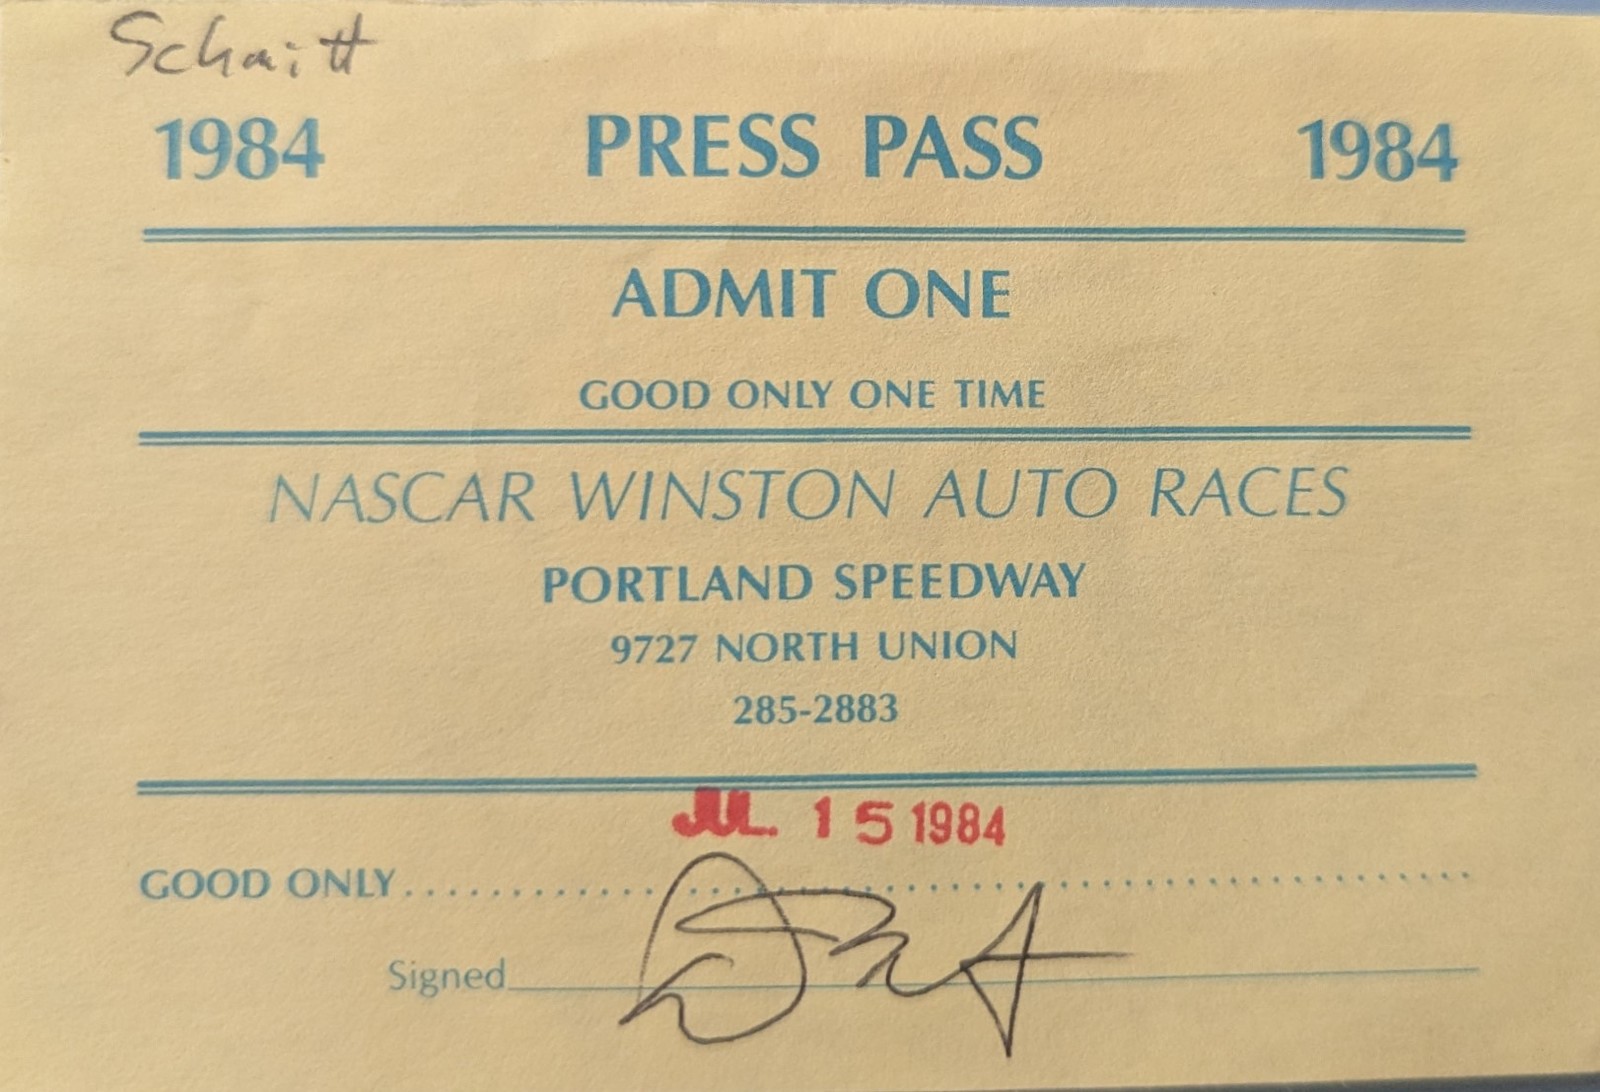 Schmitt
1984 PRESS PASS 1984
ADMIT ONE
GOOD ONLY ONE TIME
NASCAR WINSTON AUTO RACES
PORTLAND SPEEDWAY
9727 NORTH UNION
285-2883
JUL 15 1984
GOOD ONLY
Signed